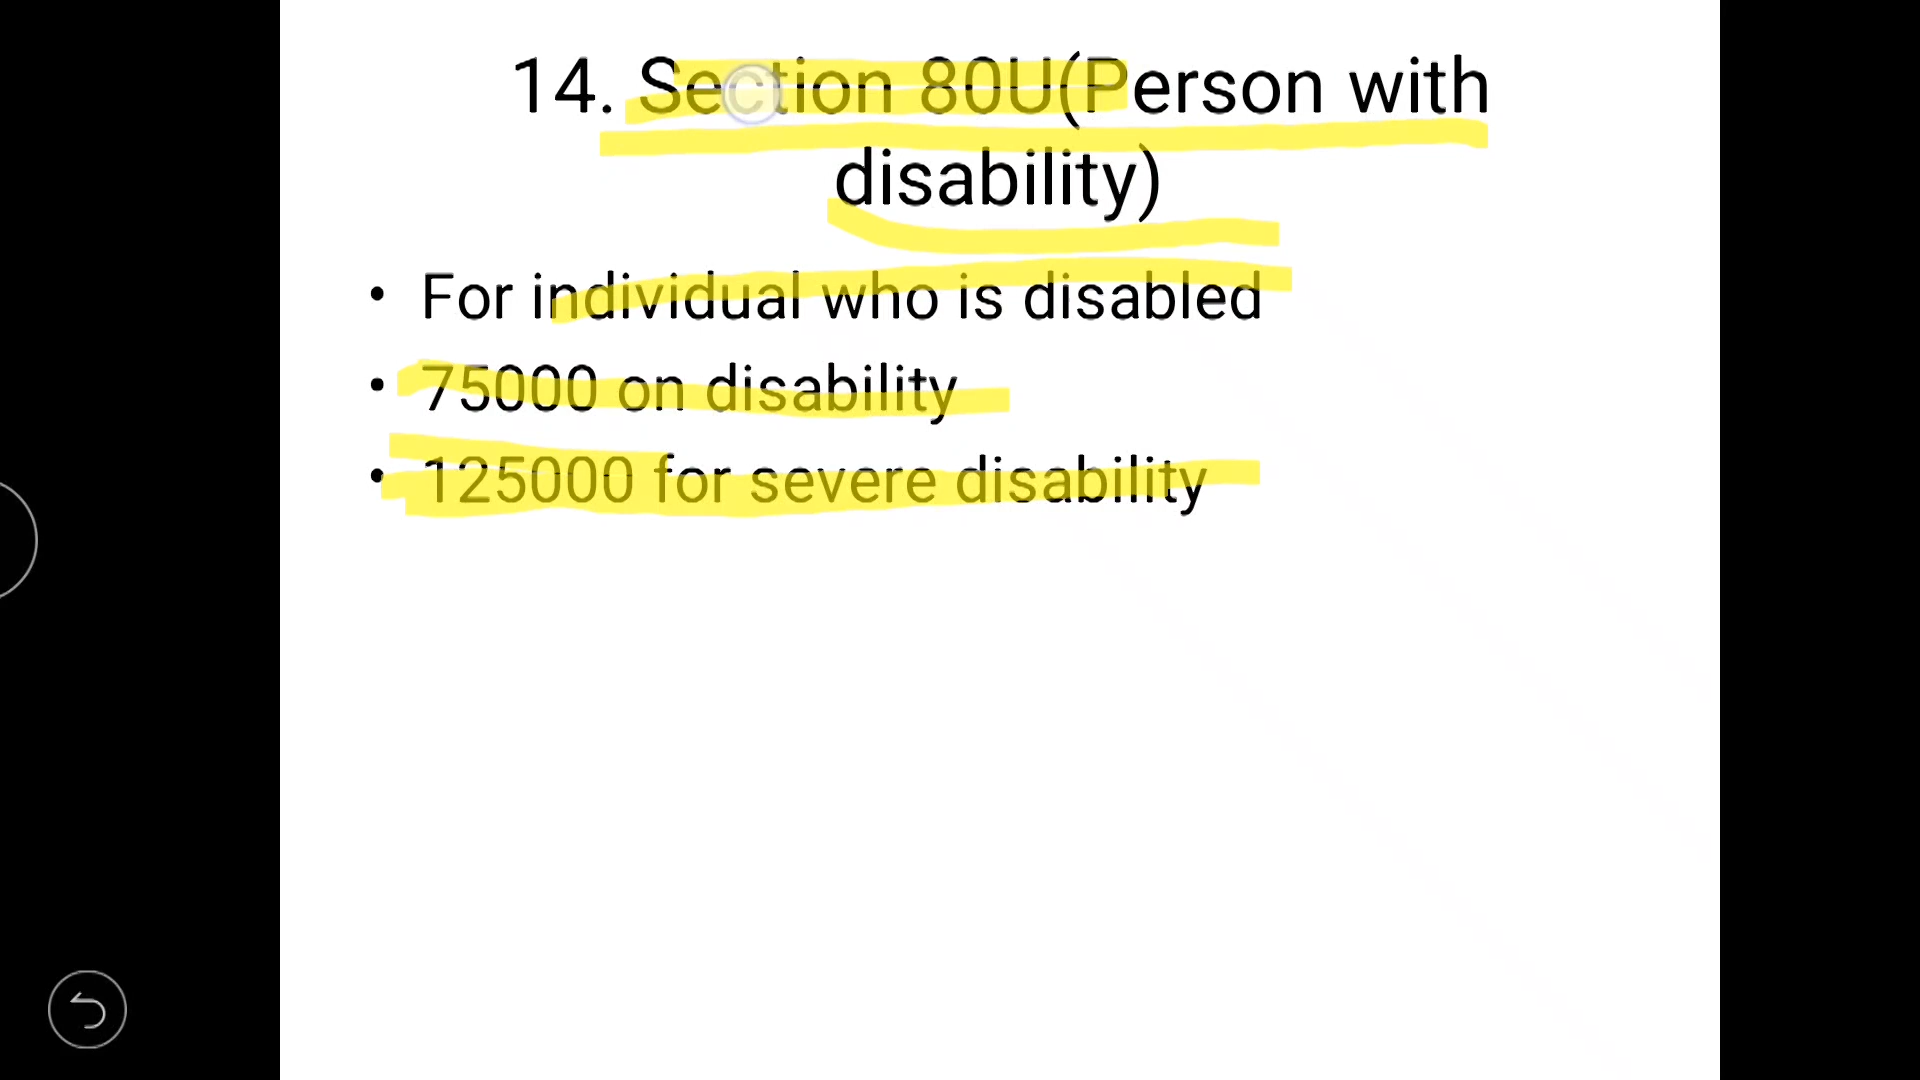 14. Section 80U(Person with
disability)
• For individual who is disabled
• 75000 on disability
• 125000 for severe disability